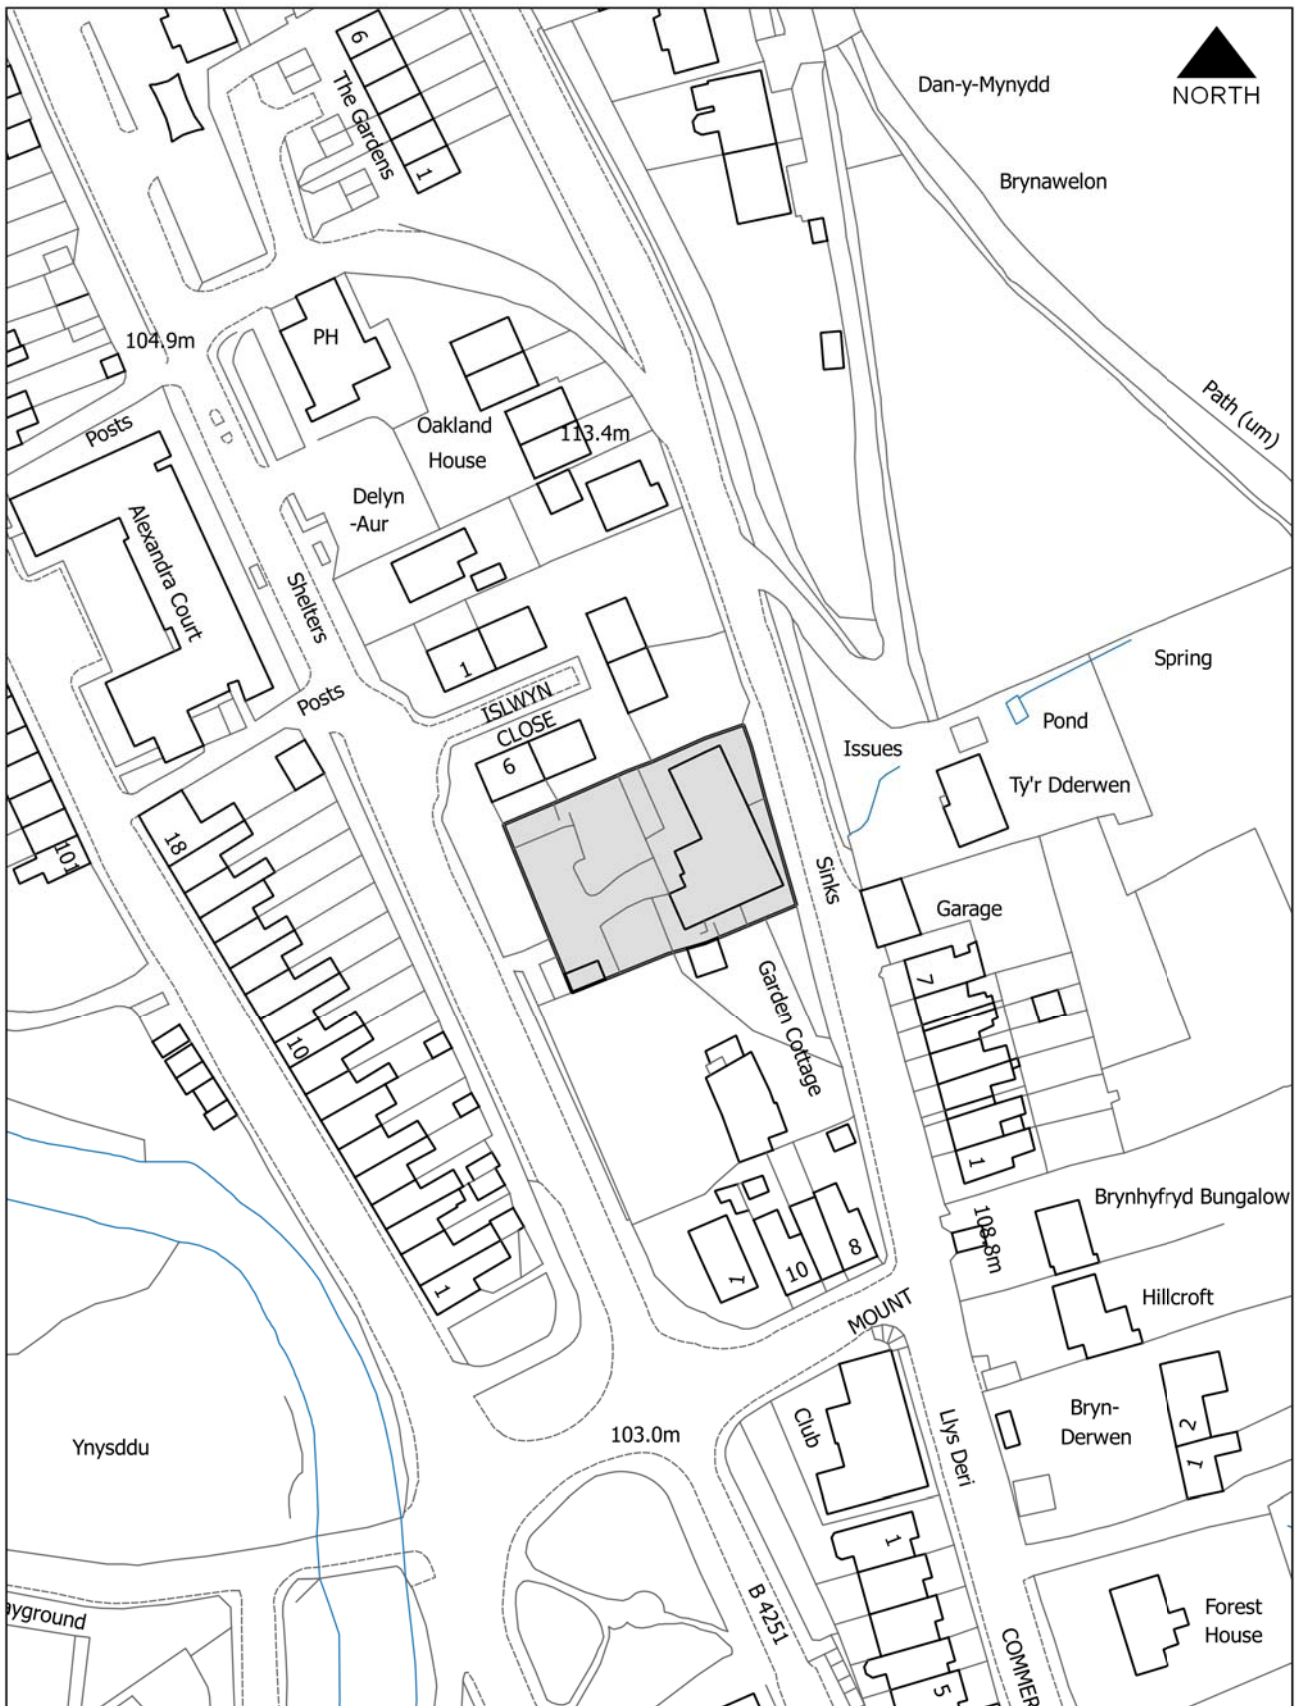 6
The Gardens
1
Dan-y-Mynydd
NORTH
Brynawelon
104.9m
PH
Path (um)
Posts
Oakland
House
113.4m
Delyn
-Aur
Alexandra Court
Shelters
Spring
1
Posts
ISLWYN
CLOSE
6
Pond
Issues
Ty'r Dderwen
18
101
Sinks
Garage
7
Garden Cottage
10
1
Brynhyfryd Bungalow
108.8m
1
1
10
8
Hillcroft
MOUNT
Ynysddu
103.0m
Club
Llys Deri
Bryn-
Derwen
2
1
1
B 4251
Forest
House
ayground
COMMER
5